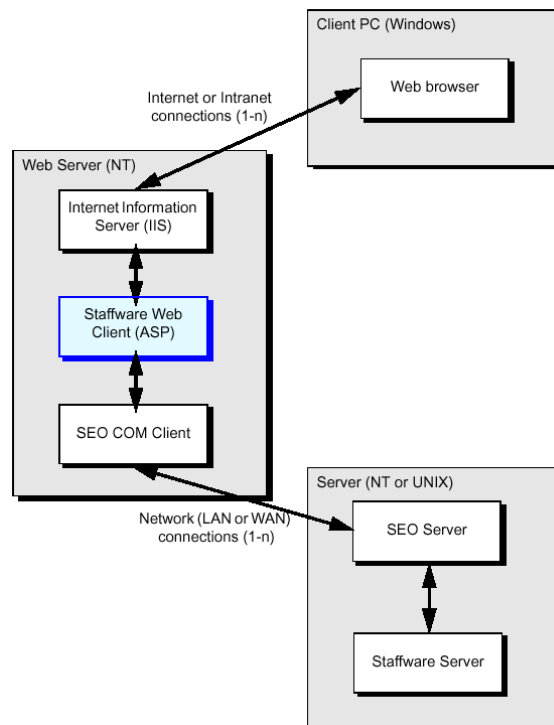 Client PC (Windows)
Web browser
Internet or Intranet
connections (1-n)
Web Server (NT)
Internet Information
Server (IIS)
Staffware Web
Client (ASP)
SEO COM Client
Network (LAN or WAN)
connections (1-n)
Server (NT or UNIX)
SEO Server
Staffware Server